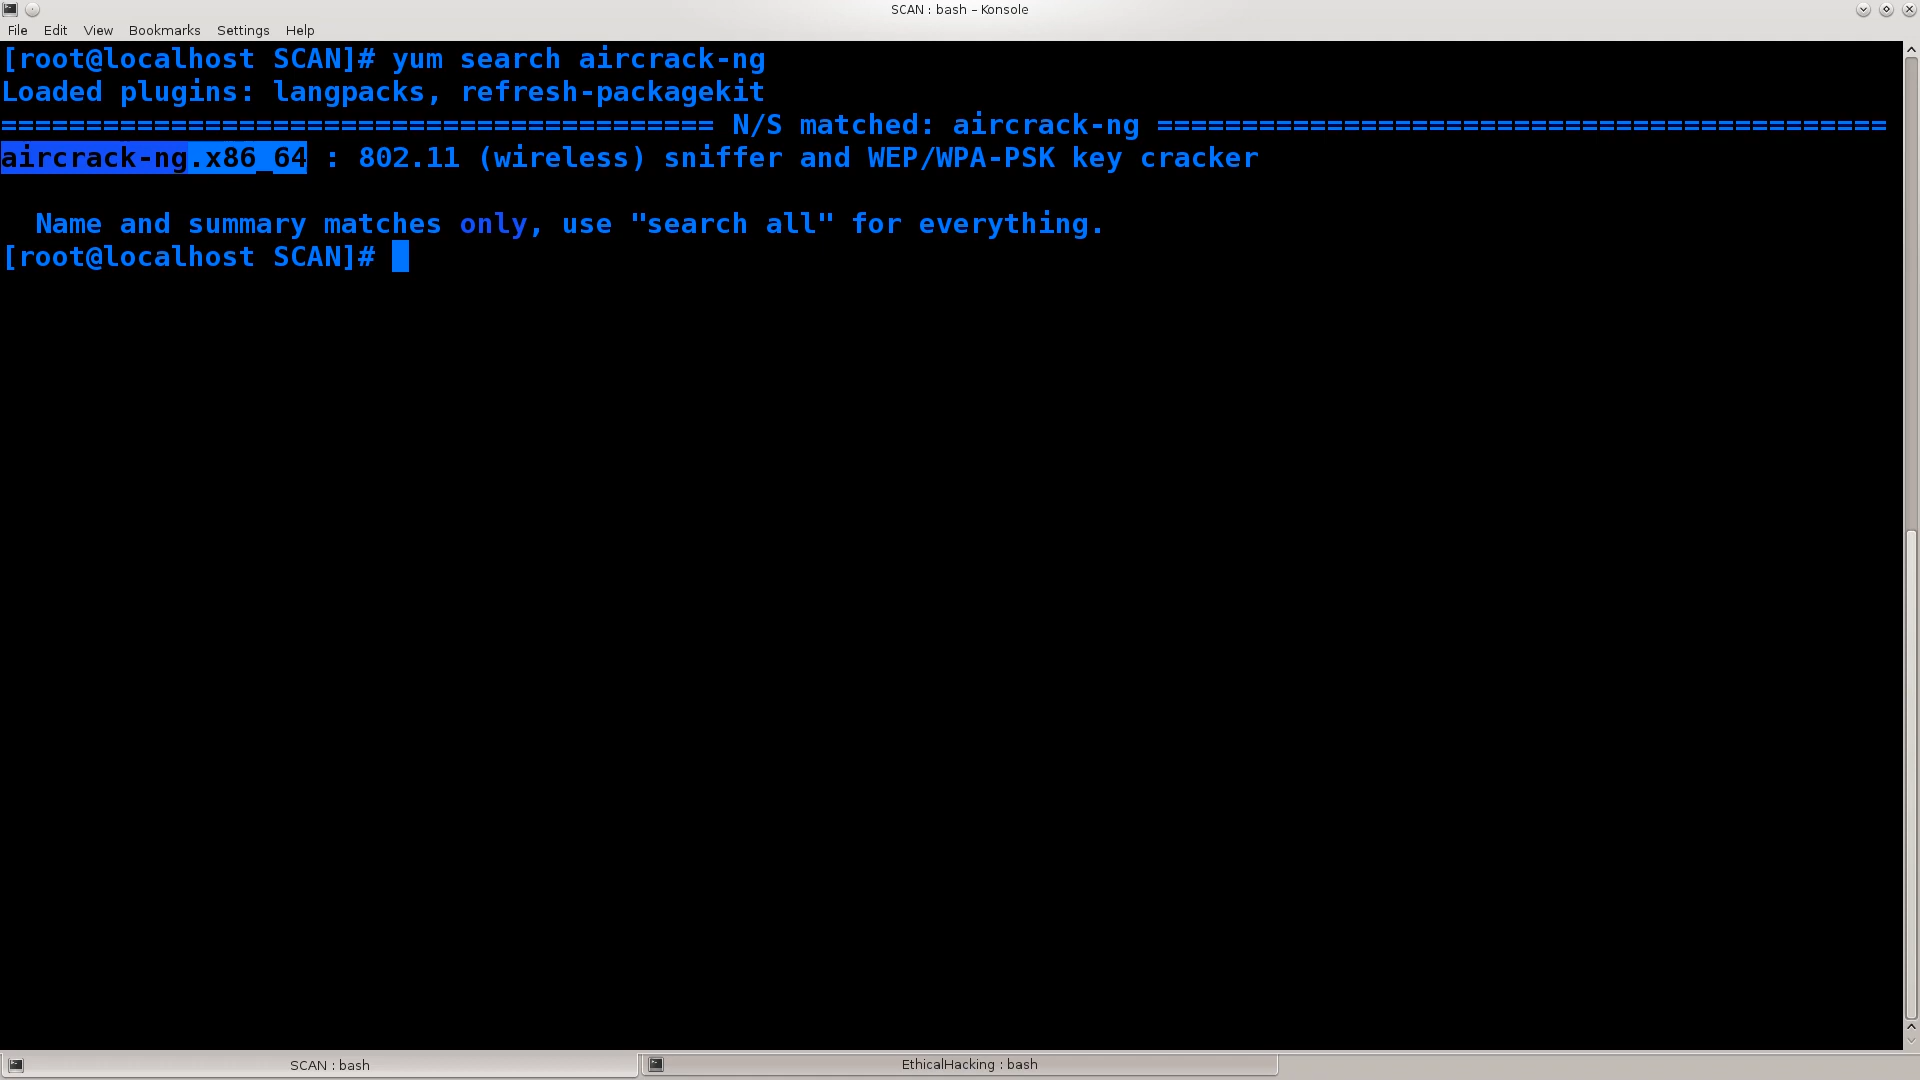 SCAN : bash – Konsole
File Edit View Bookmarks Settings Help
[root@localhost SCAN]# yum search aircrack-ng
Loaded plugins: langpacks, refresh-packagekit
========================================== N/S matched: aircrack-ng ===========================================
aircrack-ng.x86_64 : 802.11 (wireless) sniffer and WEP/WPA-PSK key cracker
  Name and summary matches only, use "search all" for everything.
[root@localhost SCAN]#
SCAN : bash EthicalHacking : bash